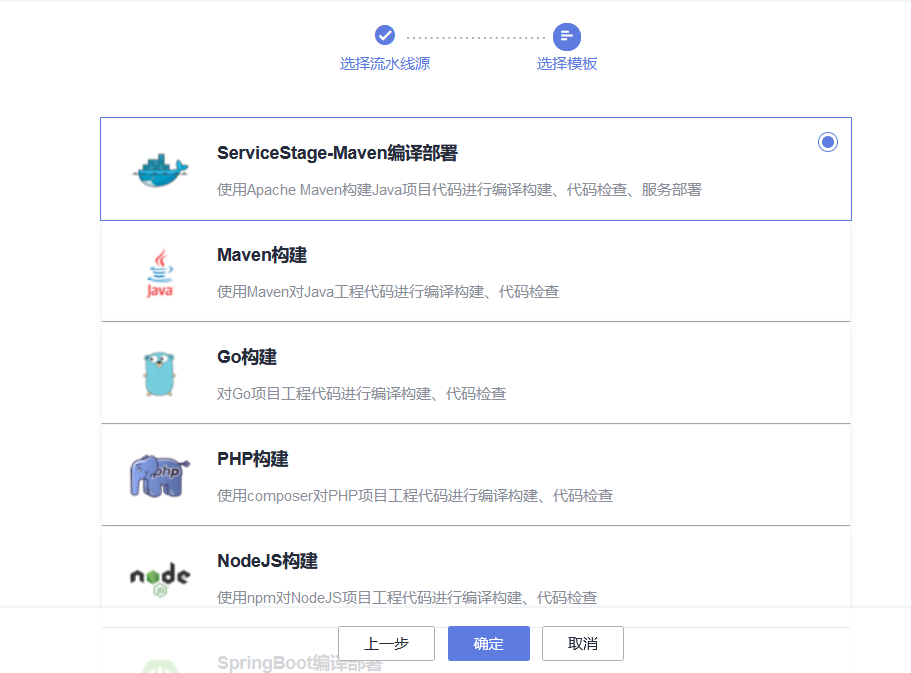 选择流水线源
选择模板
ServiceStage-Maven编译部署
使用Apache Maven构建Java项目代码进行编译构建、代码检查、服务部署
Java
Maven构建
使用Maven对Java工程代码进行编译构建、代码检查
Go构建
对Go项目工程代码进行编译构建、代码检查
php
PHP构建
使用composer对PHP项目工程代码进行编译构建、代码检查
node
JS
NodeJS构建
使用npm对NodeJS项目工程代码进行编译构建、代码检查
上一步
确定
取消
SpringBoot编译部署